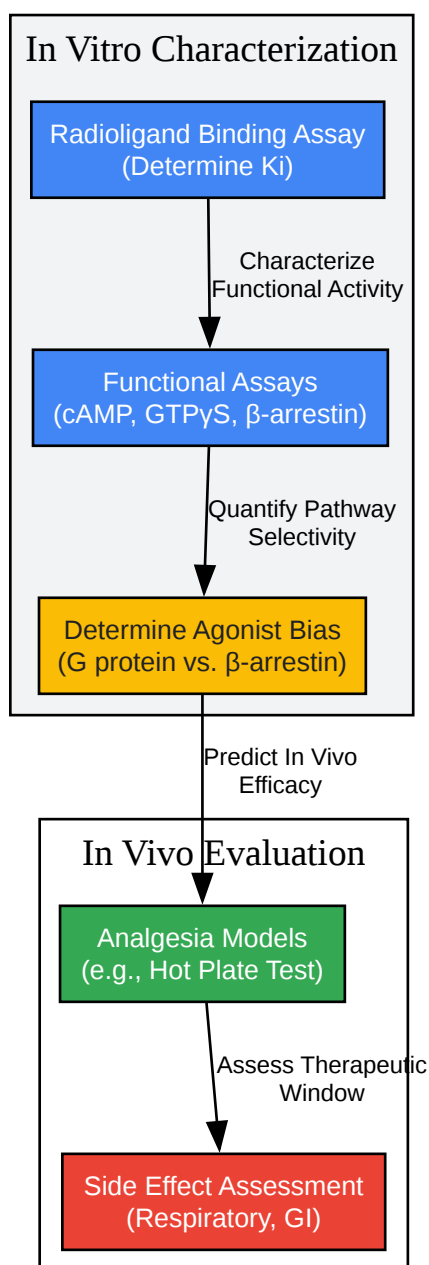 In Vitro Characterization
Radioligand Binding Assay
(Determine Ki)
Characterize
Functional Activity
Functional Assays
(cAMP, GTPγS, β-arrestin)
Quantify Pathway
Selectivity
Determine Agonist Bias
(G protein vs. β-arrestin)
Predict In Vivo
Efficacy
In Vivo Evaluation
Analgesia Models
(e.g., Hot Plate Test)
Assess Therapeutic
Window
Side Effect Assessment
(Respiratory, GI)